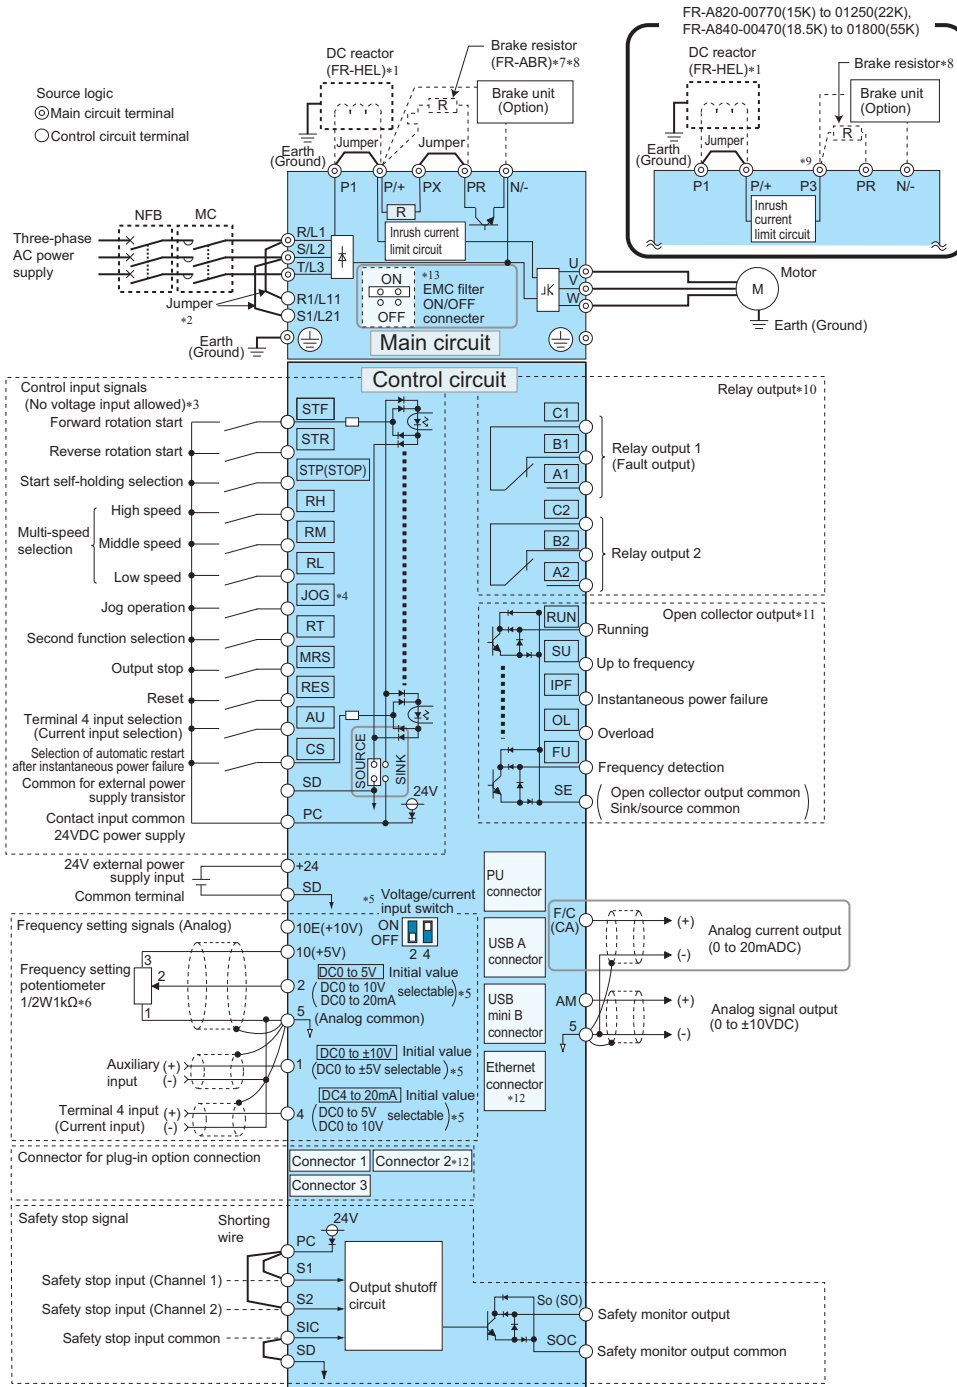 FR-A820-00770(15K) to 01250(22K),
FR-A840-00470(18.5K) to 01800(55K)
DC reactor
(FR-HEL)*1
Brake resistor*8
Brake unit
(Option)
R
Earth
(Ground)
Jumper
*9
P1
P/+
P3
PR
N/-
Inrush
current
limit circuit
Source logic
Main circuit terminal
Control circuit terminal
DC reactor
(FR-HEL)*1
Brake resistor
(FR-ABR)*7*8
Brake unit
(Option)
R
Earth
(Ground)
Jumper
Jumper
P1
P/+
PX
PR
N/-
R
Inrush current
limit circuit
NFB
MC
Three-phase
AC power
supply
R/L1
S/L2
T/L3
R1/L11
S1/L21
Jumper
*2
Earth
(Ground)
ON
OFF
*13
EMC filter
ON/OFF
connecter
U
V
W
Motor
M
Earth (Ground)
Main circuit
Control circuit
Control input signals
(No voltage input allowed)*3
Forward rotation start
STF
Reverse rotation start
STR
Start self-holding selection
STP(STOP)
Multi-speed
selection
High speed
RH
Middle speed
RM
Low speed
RL
Jog operation
JOG *4
Second function selection
RT
Output stop
MRS
Reset
RES
Terminal 4 input selection
(Current input selection)
AU
Selection of automatic restart
after instantaneous power failure
CS
Common for external power
supply transistor
SD
Contact input common
24VDC power supply
PC
SOURCE
SINK
24V
Relay output*10
C1
B1
A1
Relay output 1
(Fault output)
C2
B2
A2
Relay output 2
Open collector output*11
RUN
Running
SU
Up to frequency
IPF
Instantaneous power failure
OL
Overload
FU
Frequency detection
SE
Open collector output common
Sink/source common
24V external power
supply input
+24
Common terminal
SD
*5 Voltage/current
input switch
ON
OFF
2 4
Frequency setting signals (Analog)
10E(+10V)
10(+5V)
Frequency setting
potentiometer
1/2W1kΩ*6
3
2
1
2
DC0 to 5V Initial value
DC0 to 10V
DC0 to 20mA
selectable *5
5
(Analog common)
Auxiliary
input
(+)
(-)
1
DC0 to ±10V Initial value
(DC0 to ±5V selectable) *5
Terminal 4 input
(Current input)
(+)
(-)
4
DC4 to 20mA Initial value
DC0 to 5V
DC0 to 10V
selectable *5
PU
connector
USB A
connector
USB
mini B
connector
Ethernet
connector
*12
F/C
(CA)
(+)
(-)
Analog current output
(0 to 20mADC)
AM
5
(+)
(-)
Analog signal output
(0 to ±10VDC)
Connector for plug-in option connection
Connector 1
Connector 2*12
Connector 3
Safety stop signal
Shorting
wire
24V
PC
Safety stop input (Channel 1)
S1
Safety stop input (Channel 2)
S2
Safety stop input common
SIC
SD
Output shutoff
circuit
So (SO)
Safety monitor output
SOC
Safety monitor output common